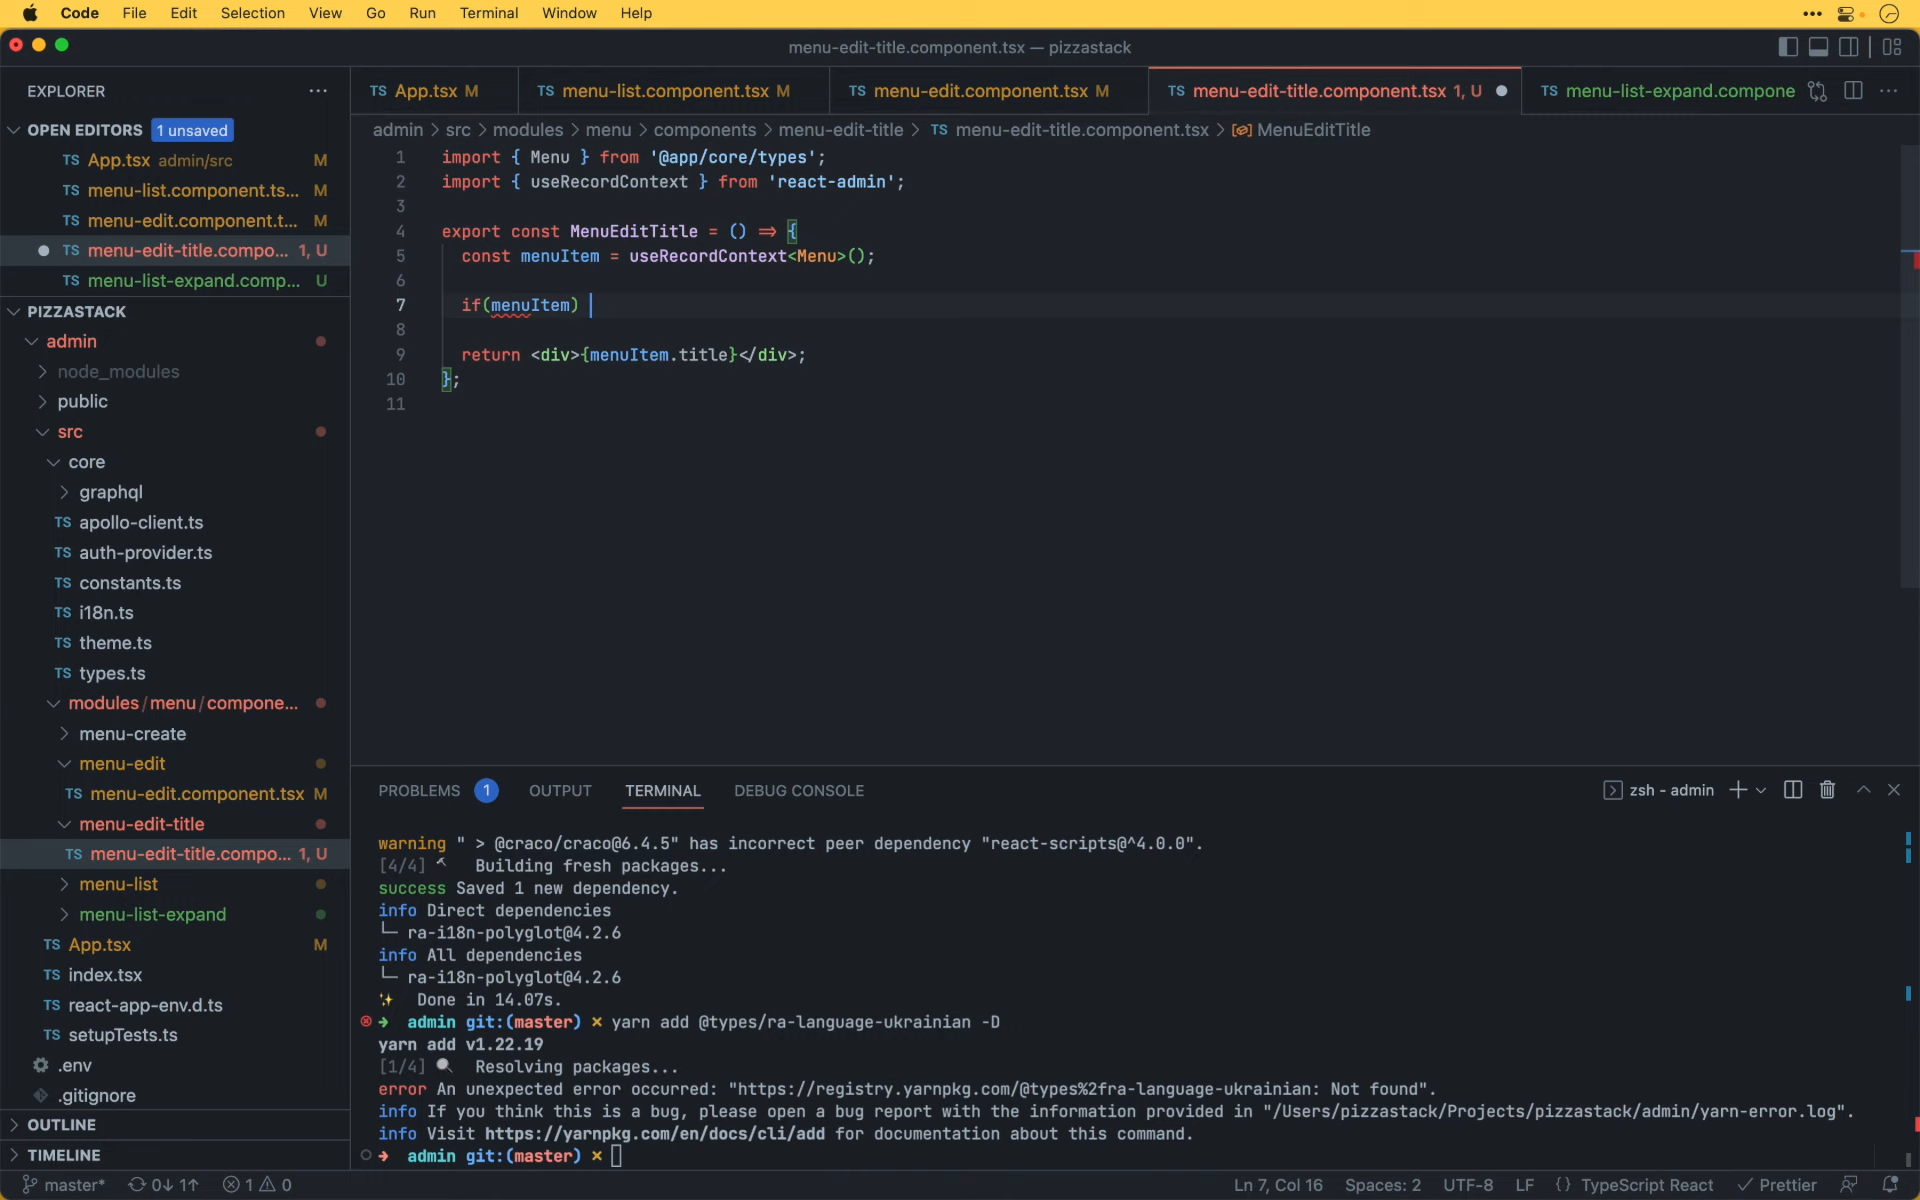 Code File Edit Selection View Go Run Terminal Window Help
menu-edit-title.component.tsx — pizzastack
EXPLORER
TS App.tsx M TS menu-list.component.tsx M TS menu-edit.component.tsx M TS menu-edit-title.component.tsx 1, U TS menu-list-expand.compone
OPEN EDITORS 1 unsaved
TS App.tsx admin/src M
TS menu-list.component.ts... M
TS menu-edit.component.t... M
TS menu-edit-title.compo... 1, U
TS menu-list-expand.comp... U
PIZZASTACK
admin
node_modules
public
src
core
graphql
TS apollo-client.ts
TS auth-provider.ts
TS constants.ts
TS i18n.ts
TS theme.ts
TS types.ts
modules/menu/compone...
menu-create
menu-edit
TS menu-edit.component.tsx M
menu-edit-title
TS menu-edit-title.compo... 1, U
menu-list
menu-list-expand
TS App.tsx M
TS index.tsx
TS react-app-env.d.ts
TS setupTests.ts
.env
.gitignore
OUTLINE
TIMELINE
admin > src > modules > menu > components > menu-edit-title > TS menu-edit-title.component.tsx > MenuEditTitle
1 import { Menu } from '@app/core/types';
2 import { useRecordContext } from 'react-admin';
3
4 export const MenuEditTitle = () => {
5 const menuItem = useRecordContext<Menu>();
6
7 if(menuItem)
8
9 return <div>{menuItem.title}</div>;
10 };
11
PROBLEMS 1 OUTPUT TERMINAL DEBUG CONSOLE zsh - admin
warning " > @craco/craco@6.4.5" has incorrect peer dependency "react-scripts@^4.0.0".
[4/4] Building fresh packages...
success Saved 1 new dependency.
info Direct dependencies
└─ ra-i18n-polyglot@4.2.6
info All dependencies
└─ ra-i18n-polyglot@4.2.6
✨ Done in 14.07s.
➜ admin git:(master) ✗ yarn add @types/ra-language-ukrainian -D
yarn add v1.22.19
[1/4] 🔍 Resolving packages...
error An unexpected error occurred: "https://registry.yarnpkg.com/@types%2fra-language-ukrainian: Not found".
info If you think this is a bug, please open a bug report with the information provided in "/Users/pizzastack/Projects/pizzastack/admin/yarn-error.log".
info Visit https://yarnpkg.com/en/docs/cli/add for documentation about this command.
➜ admin git:(master) ✗
master* 0↓ 1↑ 1 0 Ln 7, Col 16 Spaces: 2 UTF-8 LF {} TypeScript React ✓ Prettier